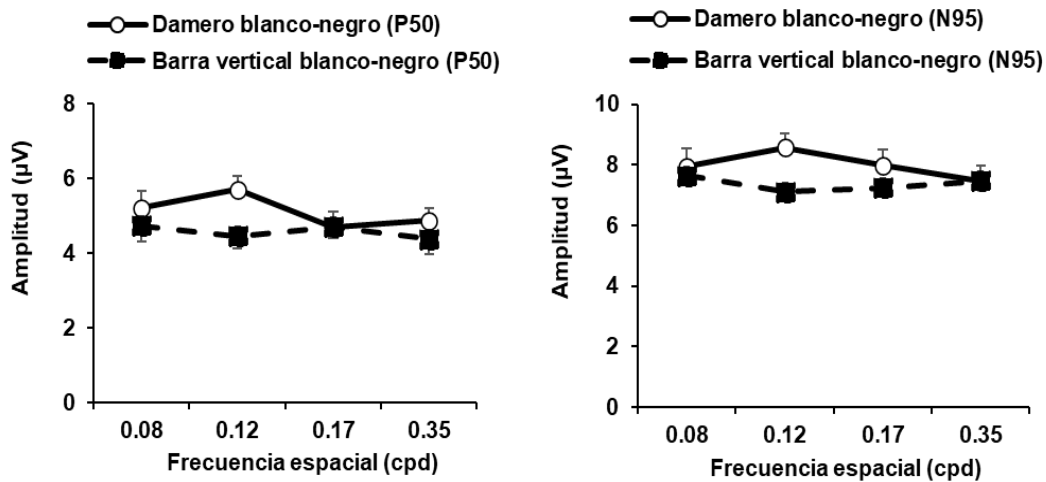 Damero blanco-negro (P50)
Barra vertical blanco-negro (P50)
8
6
4
2
0
Amplitud (µV)
0.08 0.12 0.17 0.35
Frecuencia espacial (cpd)
Damero blanco-negro (N95)
Barra vertical blanco-negro (N95)
10
8
6
4
2
0
Amplitud (µV)
0.08 0.12 0.17 0.35
Frecuencia espacial (cpd)